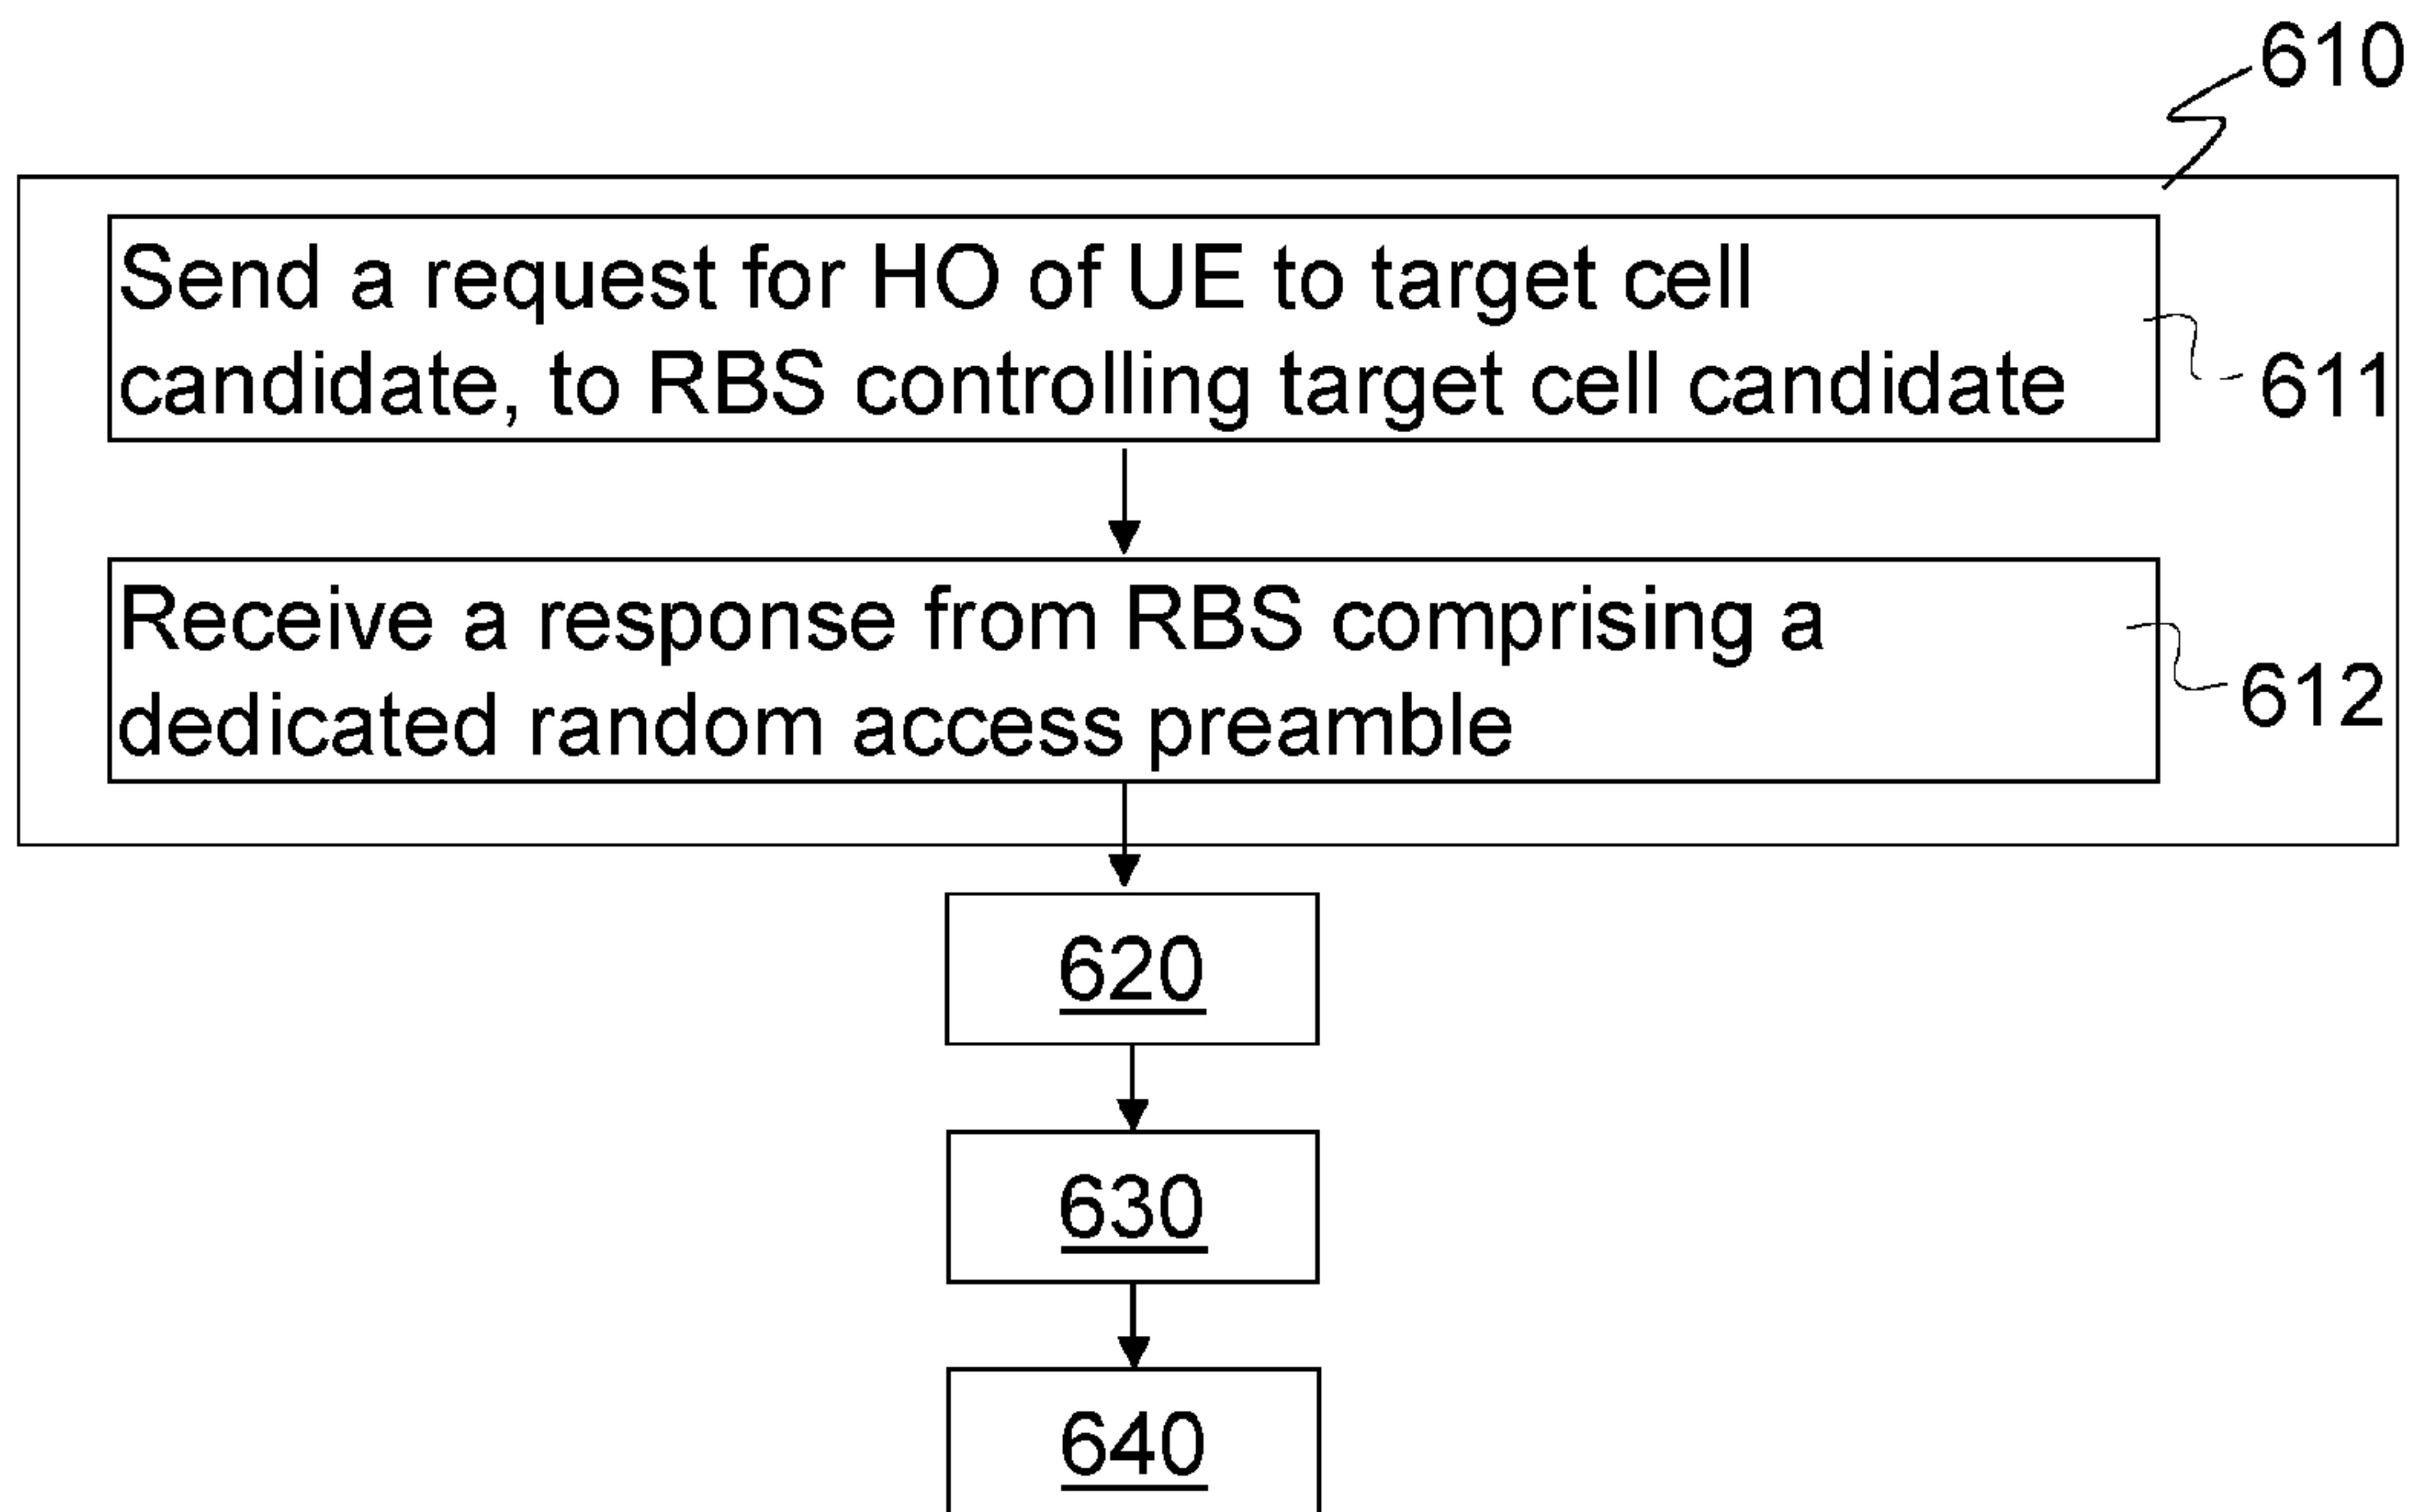 610
Send a request for HO of UE to target cell
candidate, to RBS controlling target cell candidate
611
Receive a response from RBS comprising a
dedicated random access preamble
612
620
630
640